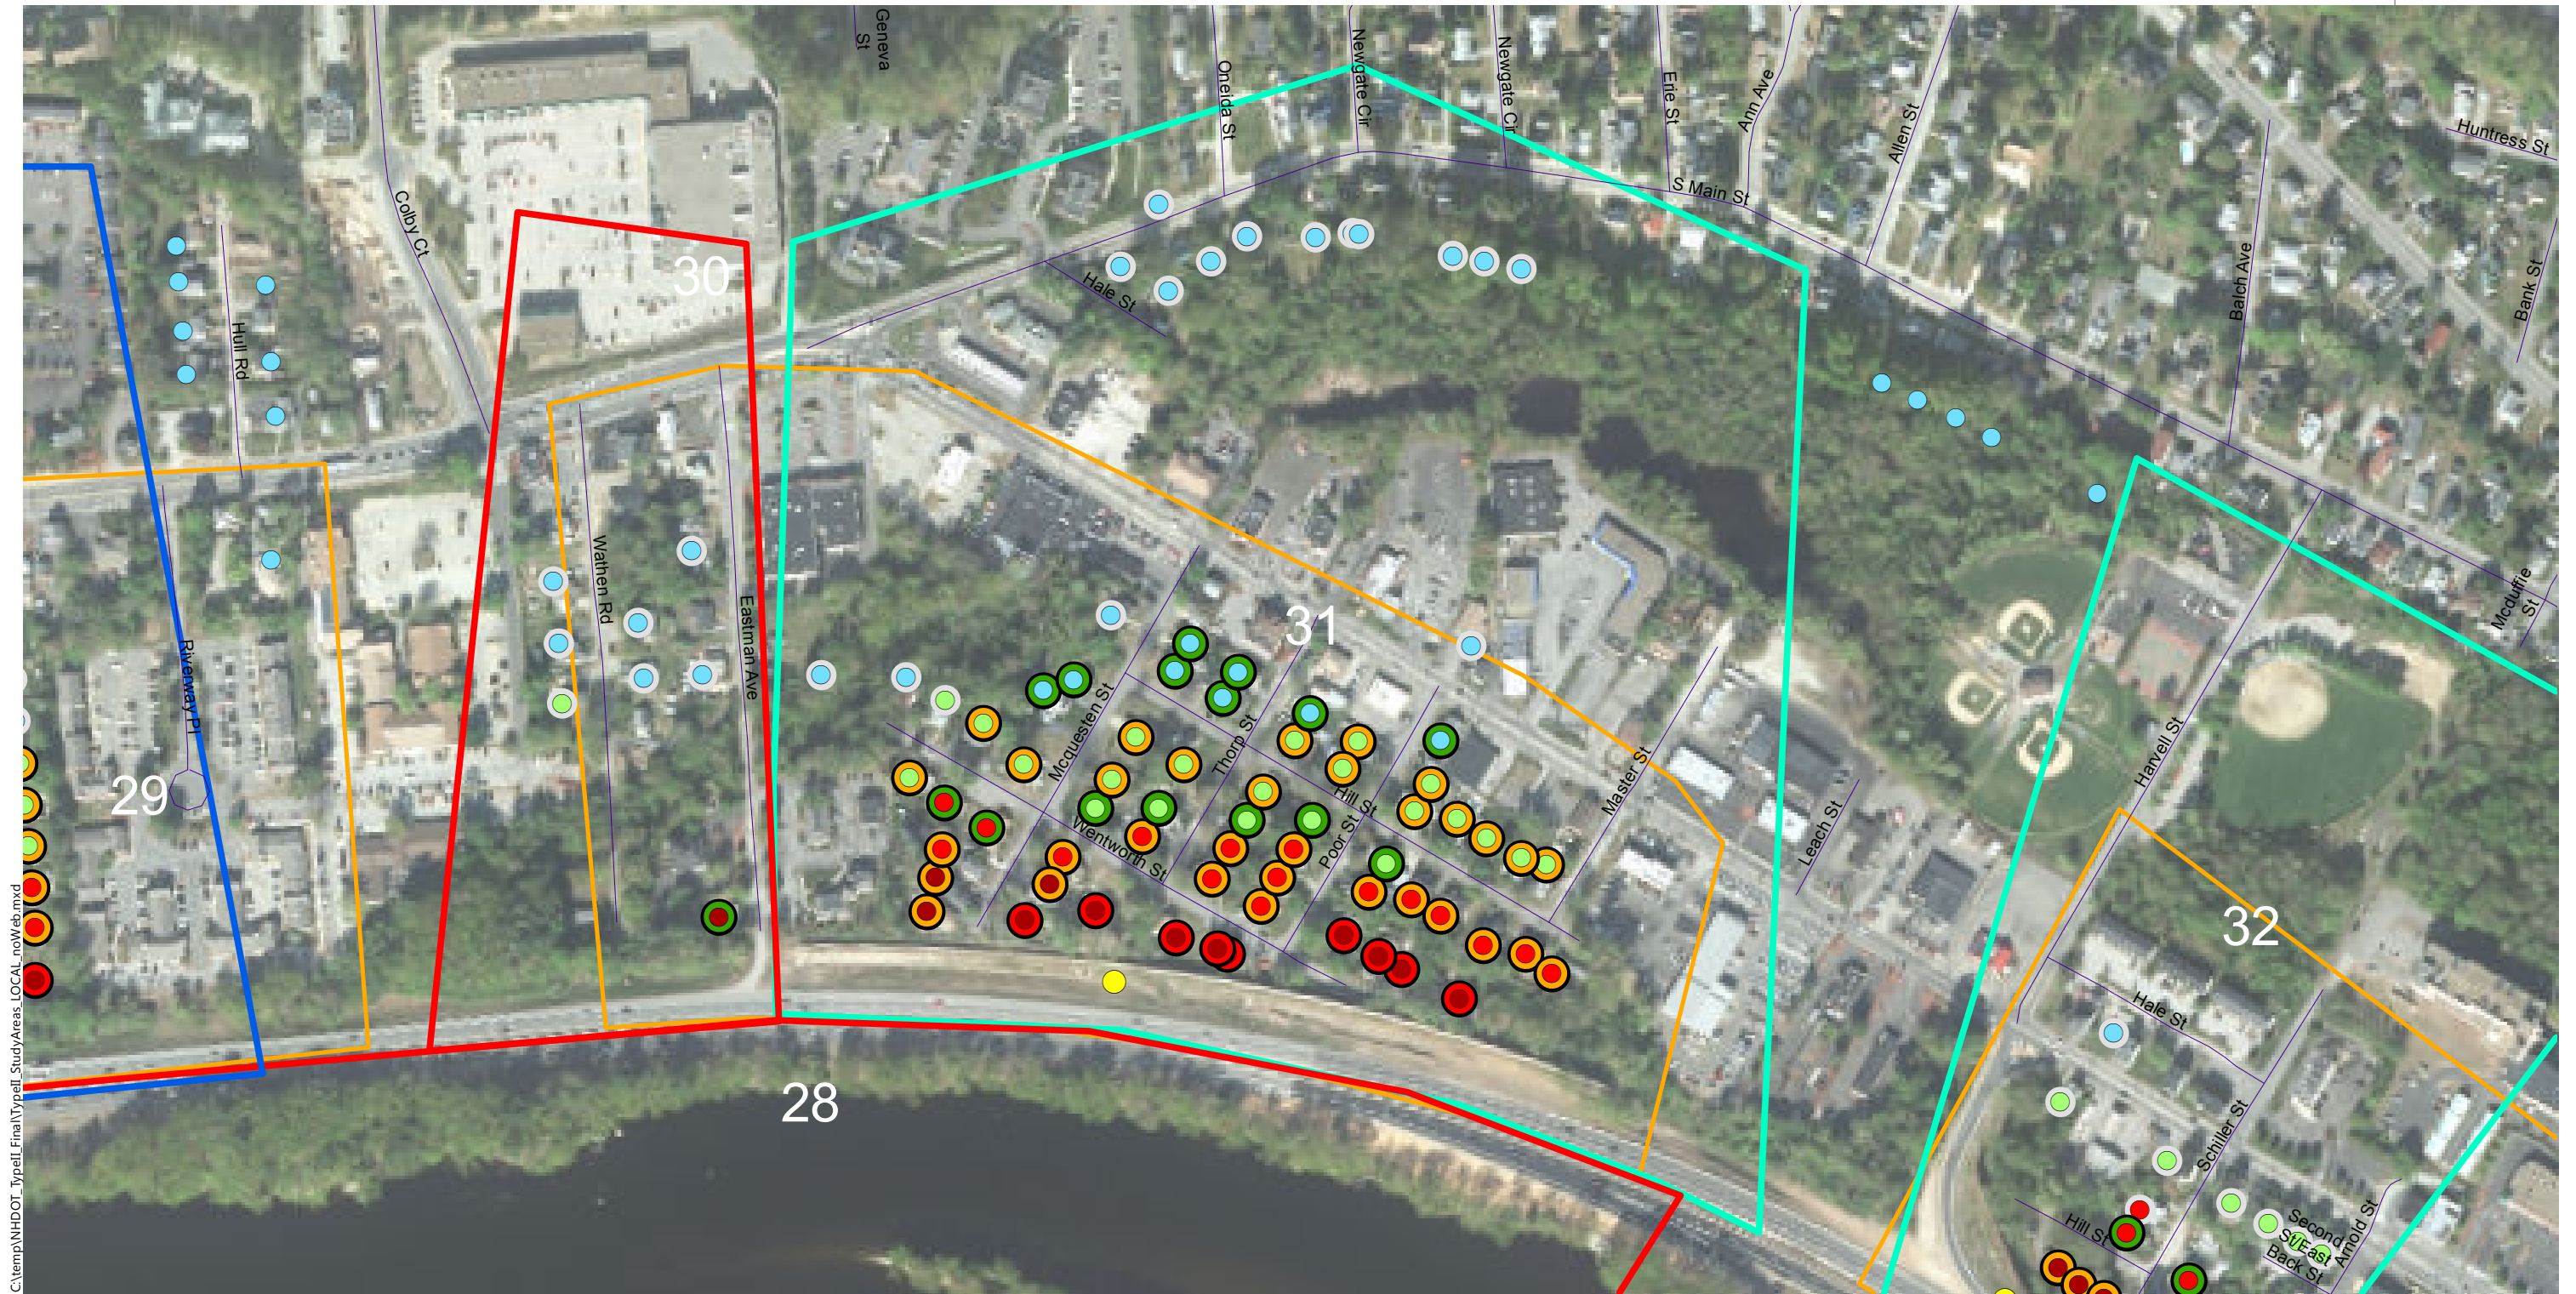 Geneva
St
Oneida St
Newgate Cir
Newgate Cir
Erie St
Ann Ave
Allen St
Huntress St
Colby Ct
S Main St
Hale St
30
Hull Rd
Balch Ave
Bank St
Wathen Rd
Eastman Ave
Riverway Pl
31
Mcquesten St
Thorp St
Hill St
Wentworth St
Poor St
Master St
Leach St
Harvell St
Mcduffie
St
29
32
28
Hale St
Schiller St
Hill St
Second
St/East
Back St
Arnold St
C:\temp\NHDOT_TypeII_Final\TypeII_StudyAreas_LOCAL_noWeb.mxd